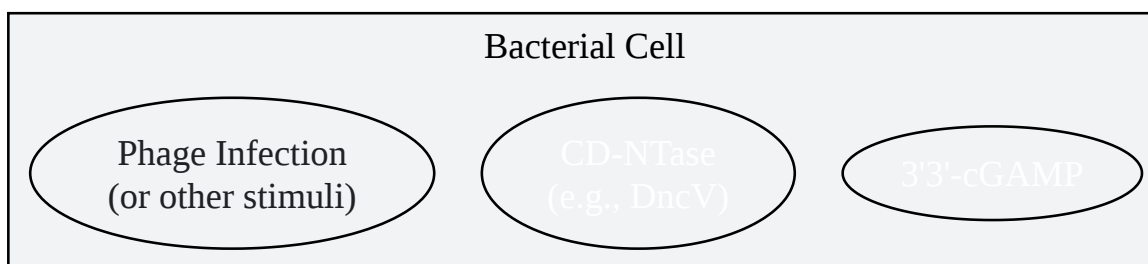 Bacterial Cell
Phage Infection
(or other stimuli)
CD-NTase
(e.g., DncV)
3'3'-cGAMP